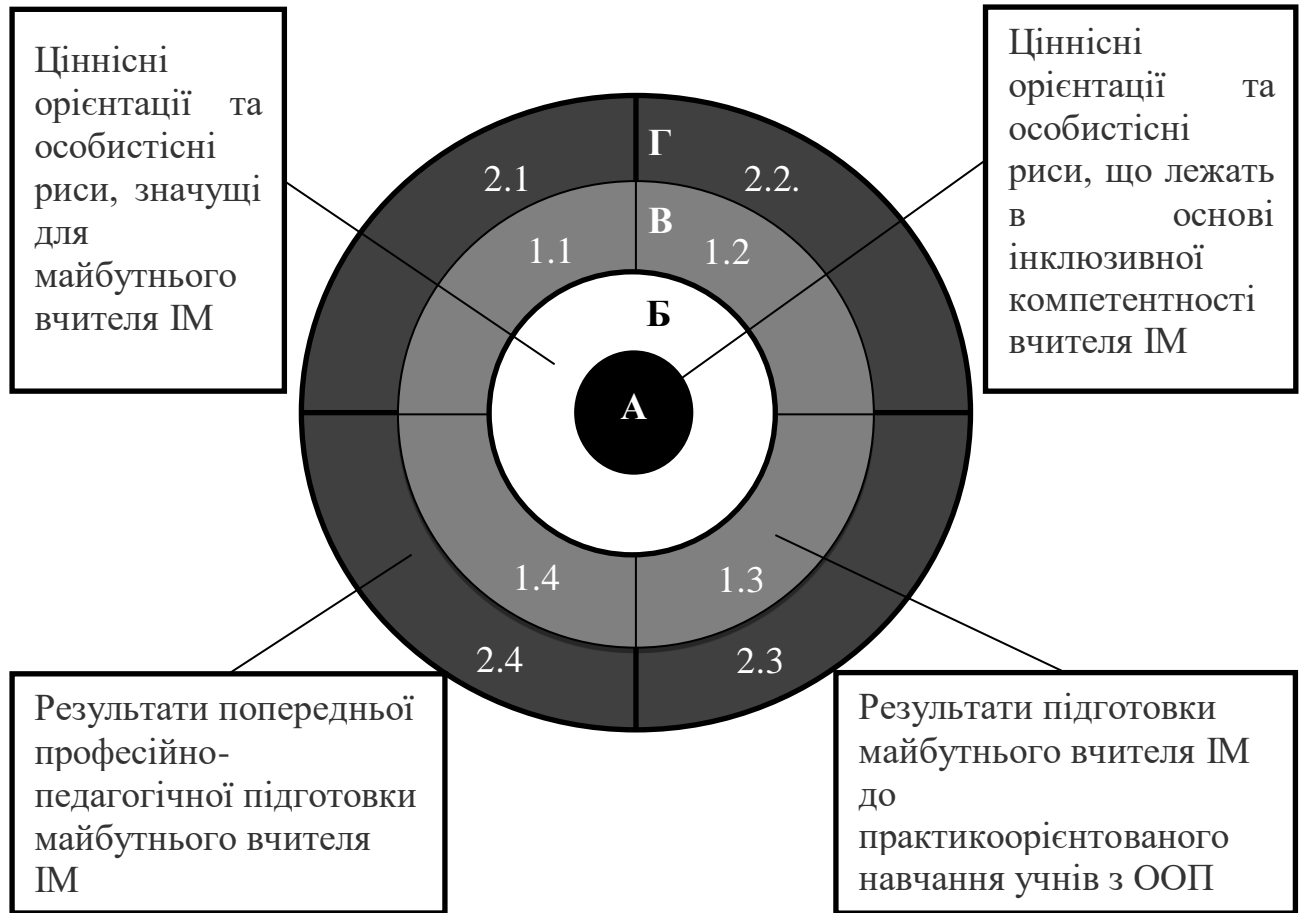 Ціннісні
орієнтації та
особистісні
риси, значущі
для
майбутнього
вчителя ІМ
Ціннісні
орієнтації та
особистісні
риси, що лежать
в основі
інклюзивної
компетентності
вчителя ІМ
Г
2.1
2.2.
В
1.1
1.2
Б
А
1.4
1.3
2.4
2.3
Результати попередньої
професійно-
педагогічної підготовки
майбутнього вчителя
ІМ
Результати підготовки
майбутнього вчителя ІМ
до
практикоорієнтованого
навчання учнів з ООП